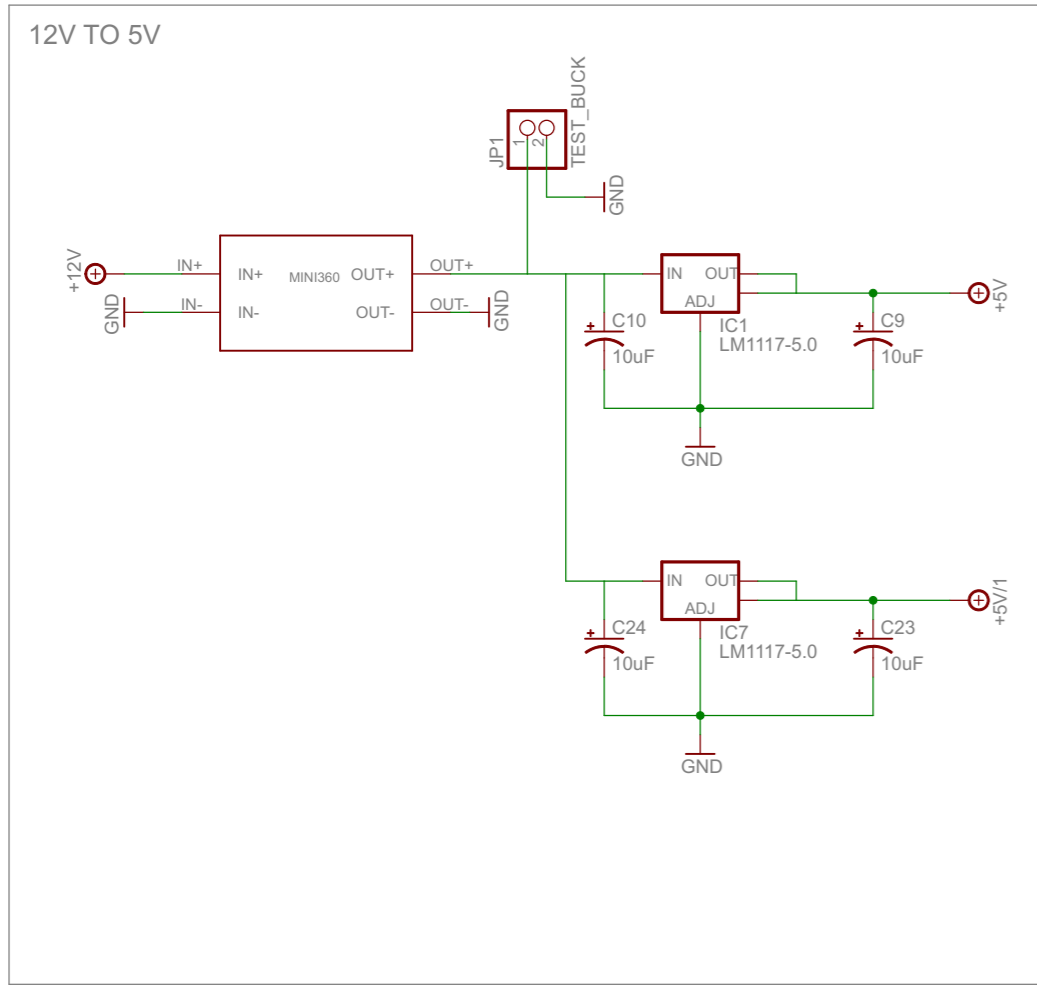 12V TO 5V
JP1
1
2
TEST_BUCK
GND
+12V
IN+
IN+
MINI360
OUT+
OUT+
GND
IN-
IN-
OUT-
OUT-
GND
IN
OUT
ADJ
+5V
C10
10uF
IC1
LM1117-5.0
C9
10uF
GND
IN
OUT
ADJ
+5V/1
C24
10uF
IC7
LM1117-5.0
C23
10uF
GND